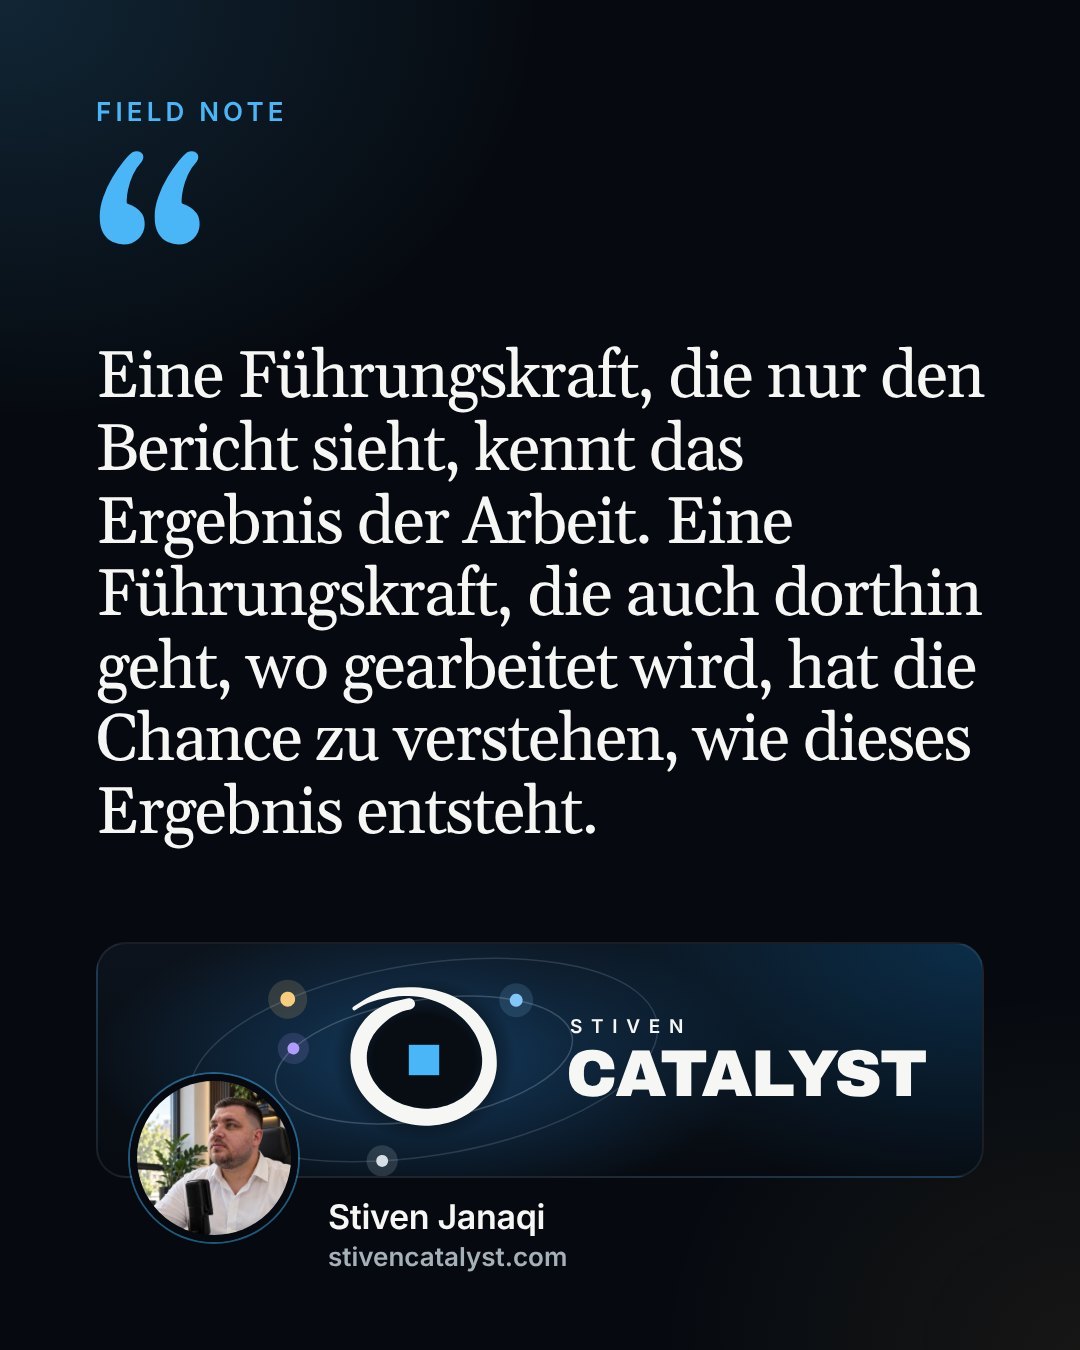 FIELD NOTE
“
Eine Führungskraft, die nur den
Bericht sieht, kennt das
Ergebnis der Arbeit. Eine
Führungskraft, die auch dorthin
geht, wo gearbeitet wird, hat die
Chance zu verstehen, wie dieses
Ergebnis entsteht.
STIVEN
CATALYST
Stiven Janaqi
stivencatalyst.com